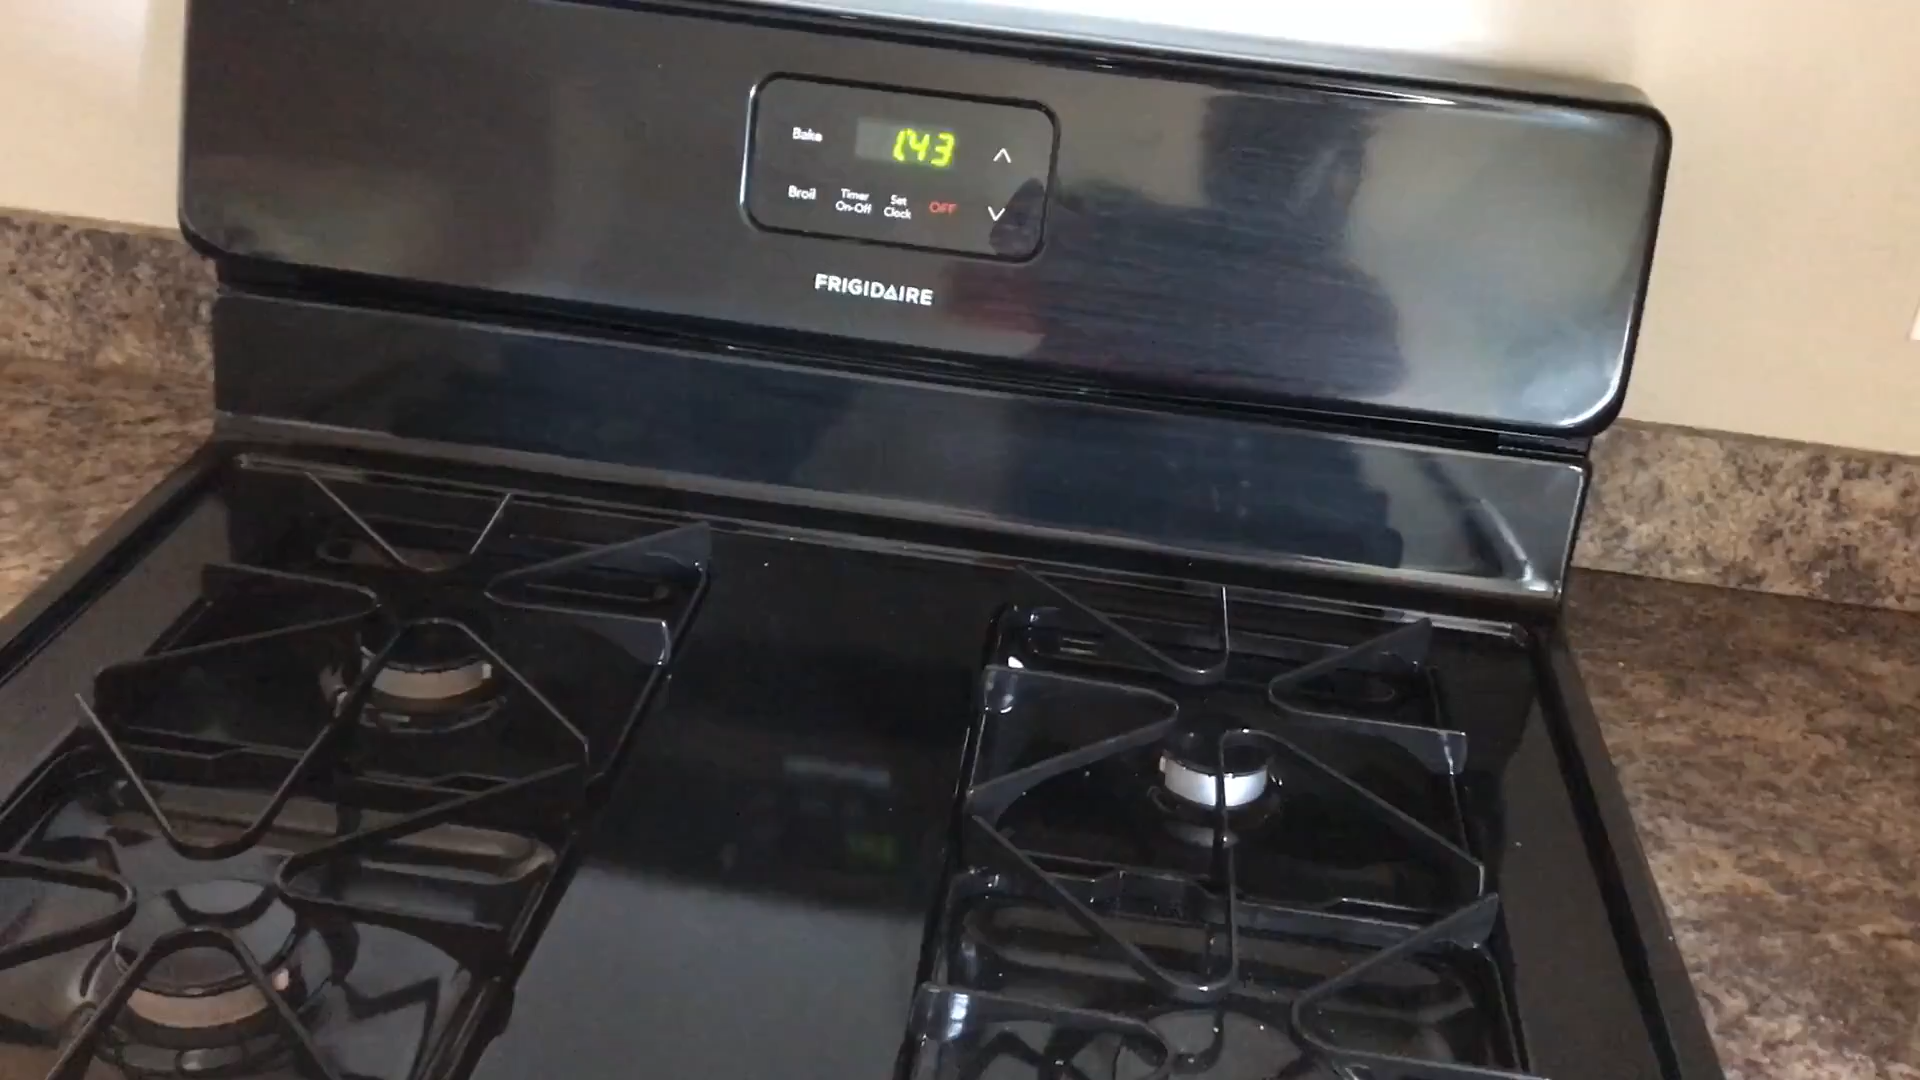 Bake
1:43
Broil
Timer
On-Off
Set
Clock
OFF
FRIGIDAIRE